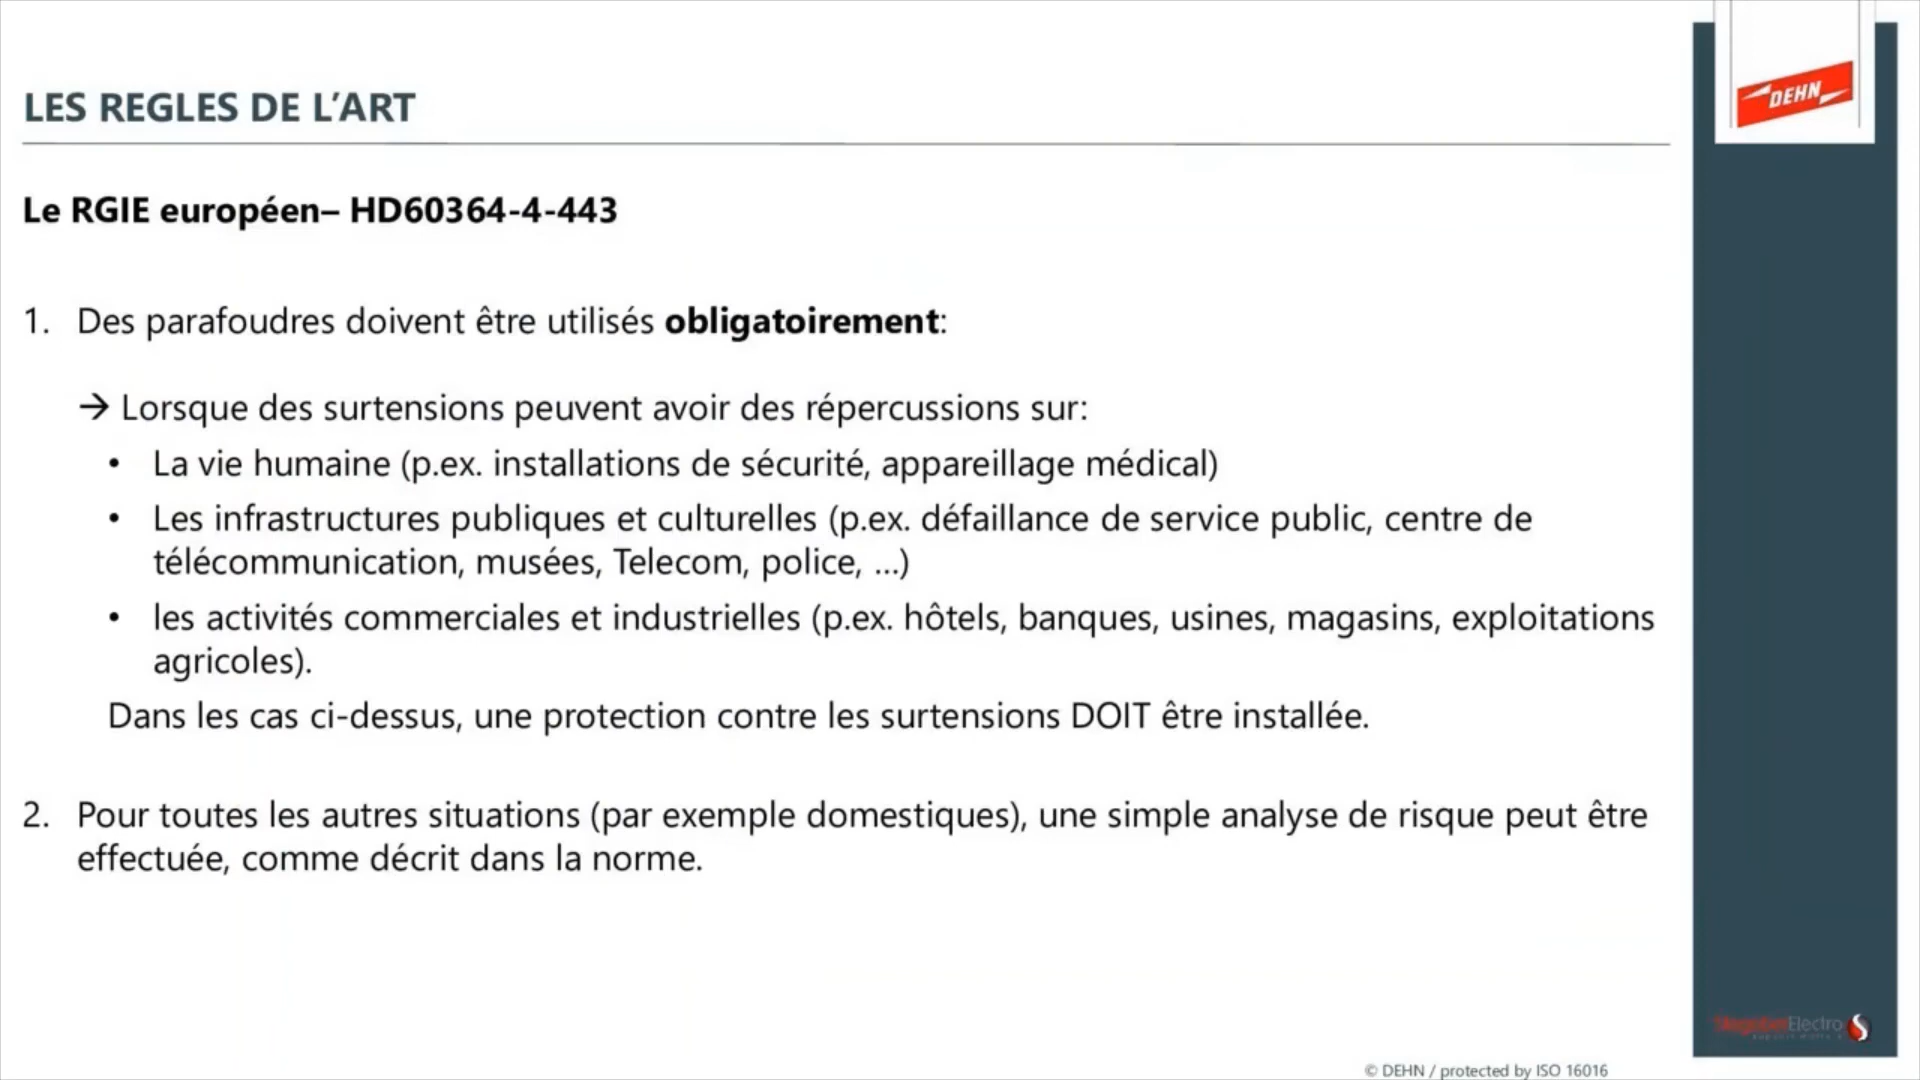 DEHN
LES REGLES DE L’ART
Le RGIE européen– HD60364-4-443
1. Des parafoudres doivent être utilisés obligatoirement:
→ Lorsque des surtensions peuvent avoir des répercussions sur:
• La vie humaine (p.ex. installations de sécurité, appareillage médical)
• Les infrastructures publiques et culturelles (p.ex. défaillance de service public, centre de
télécommunication, musées, Telecom, police, …)
• les activités commerciales et industrielles (p.ex. hôtels, banques, usines, magasins, exploitations
agricoles).
Dans les cas ci-dessus, une protection contre les surtensions DOIT être installée.
2. Pour toutes les autres situations (par exemple domestiques), une simple analyse de risque peut être
effectuée, comme décrit dans la norme.
Electro
© DEHN / protected by ISO 16016